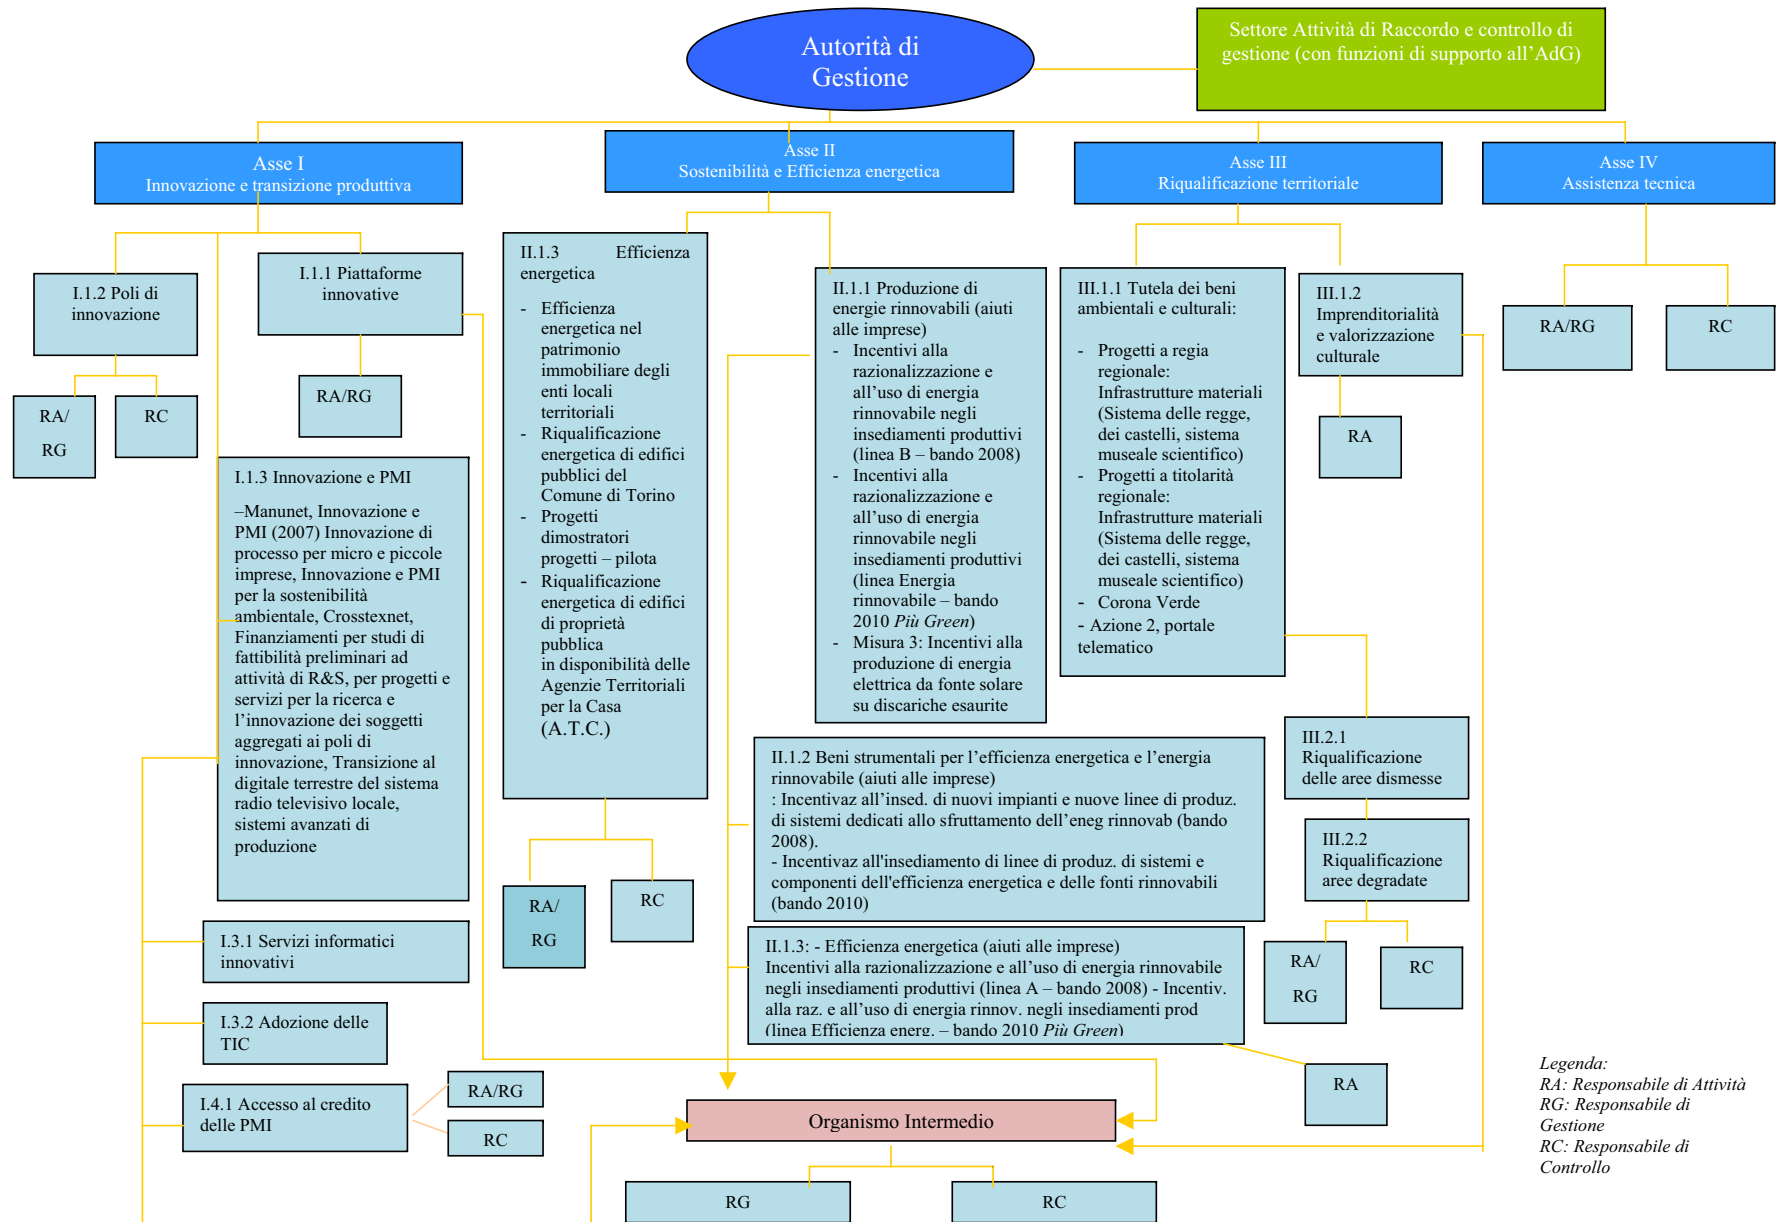 Autorità di
Gestione
Settore Attività di Raccordo e controllo di
gestione (con funzioni di supporto all’AdG)
Asse I
Innovazione e transizione produttiva
Asse II
Sostenibilità e Efficienza energetica
Asse III
Riqualificazione territoriale
Asse IV
Assistenza tecnica
I.1.2 Poli di
innovazione
RA/
RG
RC
I.1.1 Piattaforme
innovative
RA/RG
I.1.3 Innovazione e PMI
–Manunet, Innovazione e
PMI (2007) Innovazione di
processo per micro e piccole
imprese, Innovazione e PMI
per la sostenibilità
ambientale, Crosstexnet,
Finanziamenti per studi di
fattibilità preliminari ad
attività di R&S, per progetti e
servizi per la ricerca e
l’innovazione dei soggetti
aggregati ai poli di
innovazione, Transizione al
digitale terrestre del sistema
radio televisivo locale,
sistemi avanzati di
produzione
I.3.1 Servizi informatici
innovativi
I.3.2 Adozione delle
TIC
I.4.1 Accesso al credito
delle PMI
RA/RG
RC
II.1.3 Efficienza
energetica
- Efficienza
energetica nel
patrimonio
immobiliare degli
enti locali
territoriali
- Riqualificazione
energetica di edifici
pubblici del
Comune di Torino
- Progetti
dimostratori
progetti – pilota
- Riqualificazione
energetica di edifici
di proprietà
pubblica
in disponibilità delle
Agenzie Territoriali
per la Casa
(A.T.C.)
RA/
RG
RC
II.1.1 Produzione di
energie rinnovabili (aiuti
alle imprese)
- Incentivi alla
razionalizzazione e
all’uso di energia
rinnovabile negli
insediamenti produttivi
(linea B – bando 2008)
- Incentivi alla
razionalizzazione e
all’uso di energia
rinnovabile negli
insediamenti produttivi
(linea Energia
rinnovabile – bando
2010 Più Green)
- Misura 3: Incentivi alla
produzione di energia
elettrica da fonte solare
su discariche esaurite
II.1.2 Beni strumentali per l’efficienza energetica e l’energia
rinnovabile (aiuti alle imprese)
: Incentivaz all’insed. di nuovi impianti e nuove linee di produz.
di sistemi dedicati allo sfruttamento dell’eneg rinnovab (bando
2008).
- Incentivaz all'insediamento di linee di produz. di sistemi e
componenti dell'efficienza energetica e delle fonti rinnovabili
(bando 2010)
II.1.3: - Efficienza energetica (aiuti alle imprese)
Incentivi alla razionalizzazione e all’uso di energia rinnovabile
negli insediamenti produttivi (linea A – bando 2008) - Incentiv.
alla raz. e all’uso di energia rinnov. negli insediamenti prod
(linea Efficienza energ. – bando 2010 Più Green)
RA
III.1.1 Tutela dei beni
ambientali e culturali:
- Progetti a regia
regionale:
Infrastrutture materiali
(Sistema delle regge,
dei castelli, sistema
museale scientifico)
- Progetti a titolarità
regionale:
Infrastrutture materiali
(Sistema delle regge,
dei castelli, sistema
museale scientifico)
- Corona Verde
- Azione 2, portale
telematico
III.1.2
Imprenditorialità
e valorizzazione
culturale
RA
III.2.1
Riqualificazione
delle aree dismesse
III.2.2
Riqualificazione
aree degradate
RA/
RG
RC
RA/RG
RC
Organismo Intermedio
RG
RC
Legenda:
RA: Responsabile di Attività
RG: Responsabile di
Gestione
RC: Responsabile di
Controllo